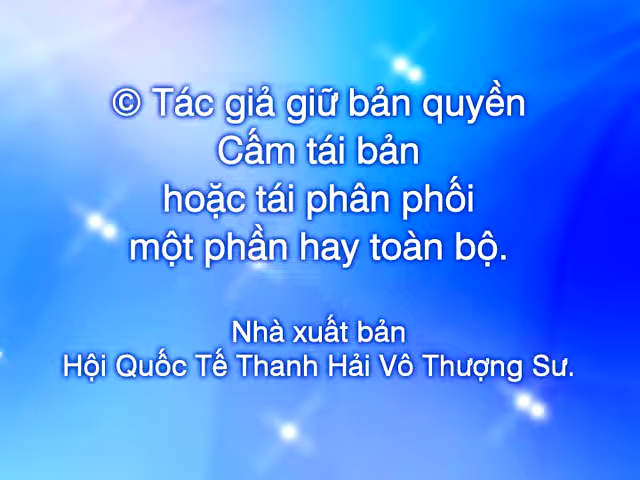 © Tác giả giữ bản quyền
Cấm tái bản
hoặc tái phân phối
một phần hay toàn bộ.
Nhà xuất bản
Hội Quốc Tế Thanh Hải Vô Thượng Sư.